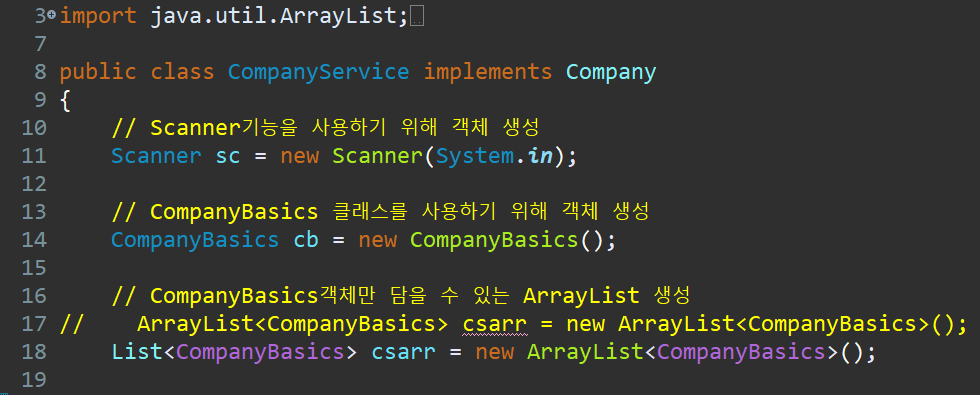 3 import java.util.ArrayList;
7
8 public class CompanyService implements Company
9 {
10 // Scanner기능을 사용하기 위해 객체 생성
11 Scanner sc = new Scanner(System.in);
12
13 // CompanyBasics 클래스를 사용하기 위해 객체 생성
14 CompanyBasics cb = new CompanyBasics();
15
16 // CompanyBasics객체만 담을 수 있는 ArrayList 생성
17 // ArrayList<CompanyBasics> csarr = new ArrayList<CompanyBasics>();
18 List<CompanyBasics> csarr = new ArrayList<CompanyBasics>();
19